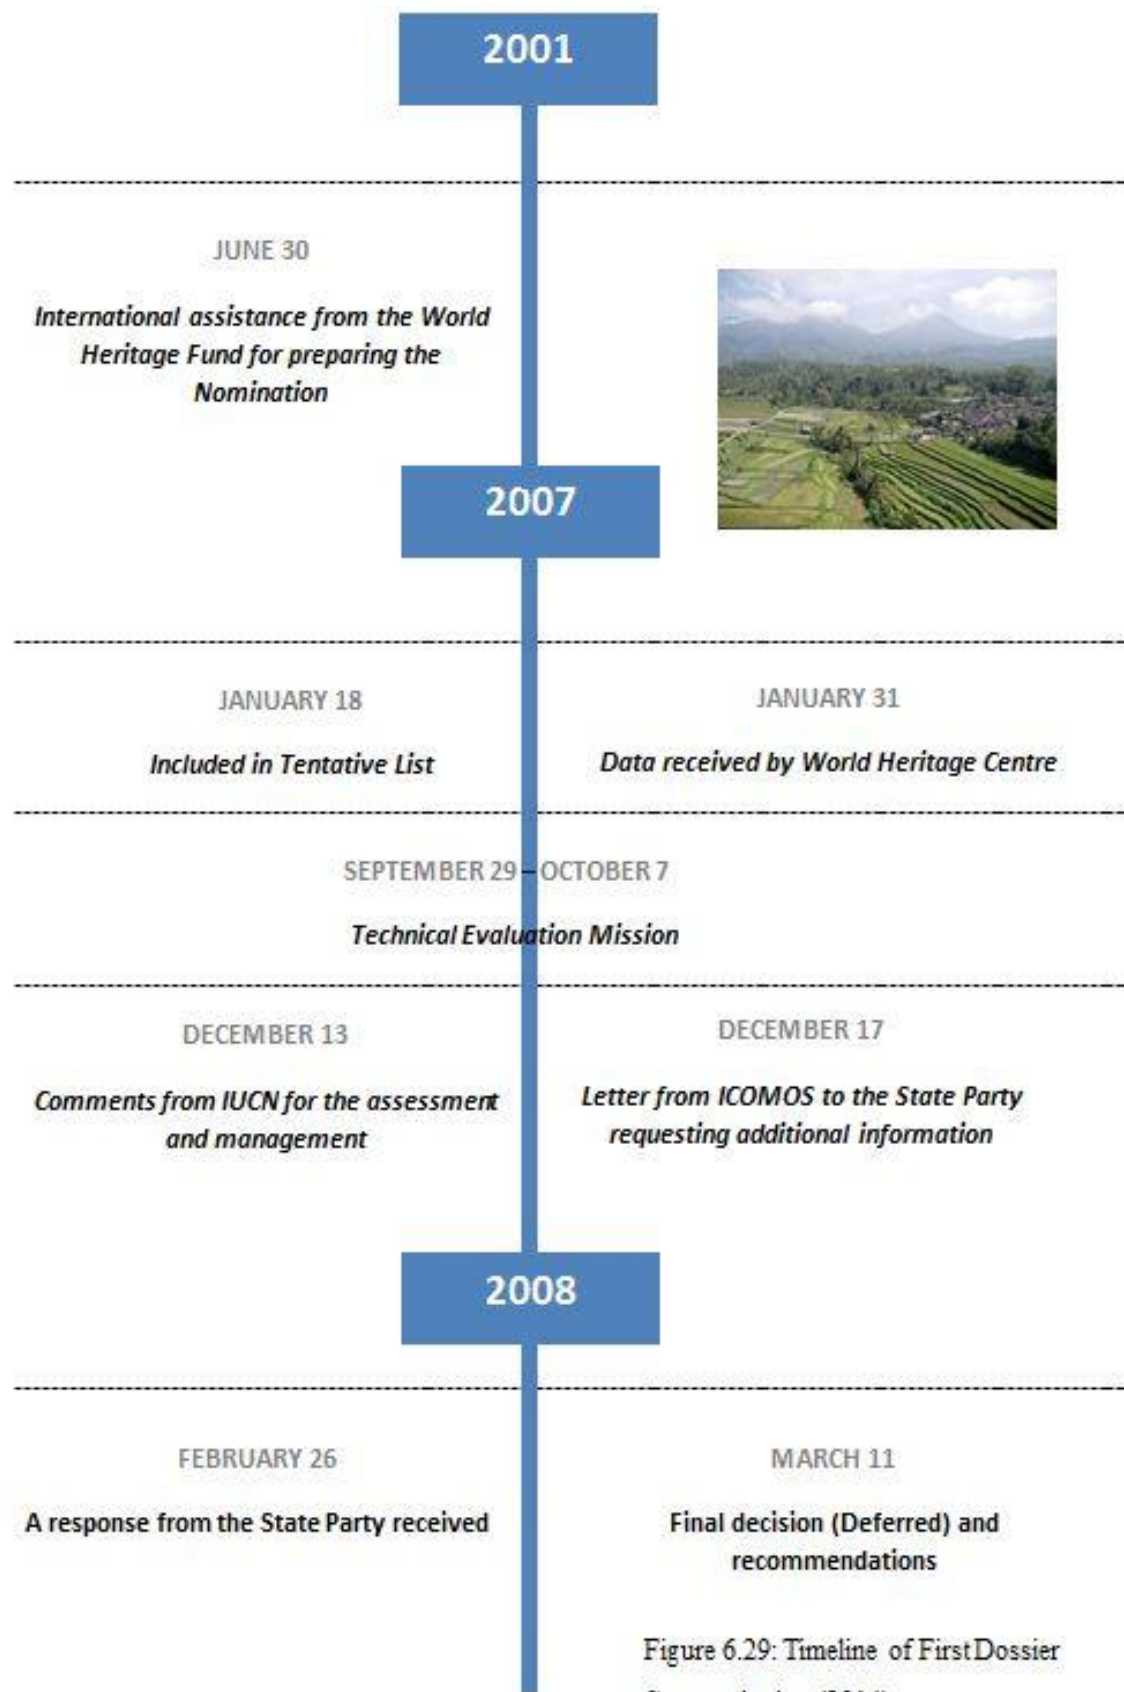 2001
JUNE 30
International assistance from the World
Heritage Fund for preparing the
Nomination
2007
JANUARY 18
Included in Tentative List
JANUARY 31
Data received by World Heritage Centre
SEPTEMBER 29 – OCTOBER 7
Technical Evaluation Mission
DECEMBER 13
Comments from IUCN for the assessment
and management
DECEMBER 17
Letter from ICOMOS to the State Party
requesting additional information
2008
FEBRUARY 26
A response from the State Party received
MARCH 11
Final decision (Deferred) and
recommendations
Figure 6.29: Timeline of First Dossier